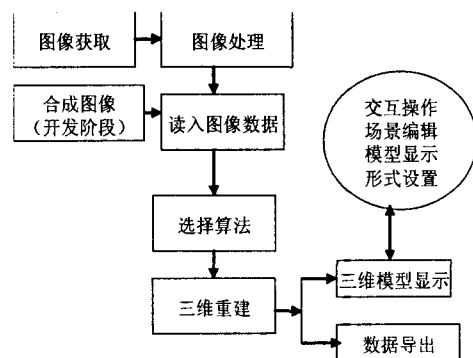 图像获取
图像处理
合成图像
（开发阶段）
读入图像数据
交互操作
场景编辑
模型显示
形式设置
选择算法
三维重建
三维模型显示
数据导出